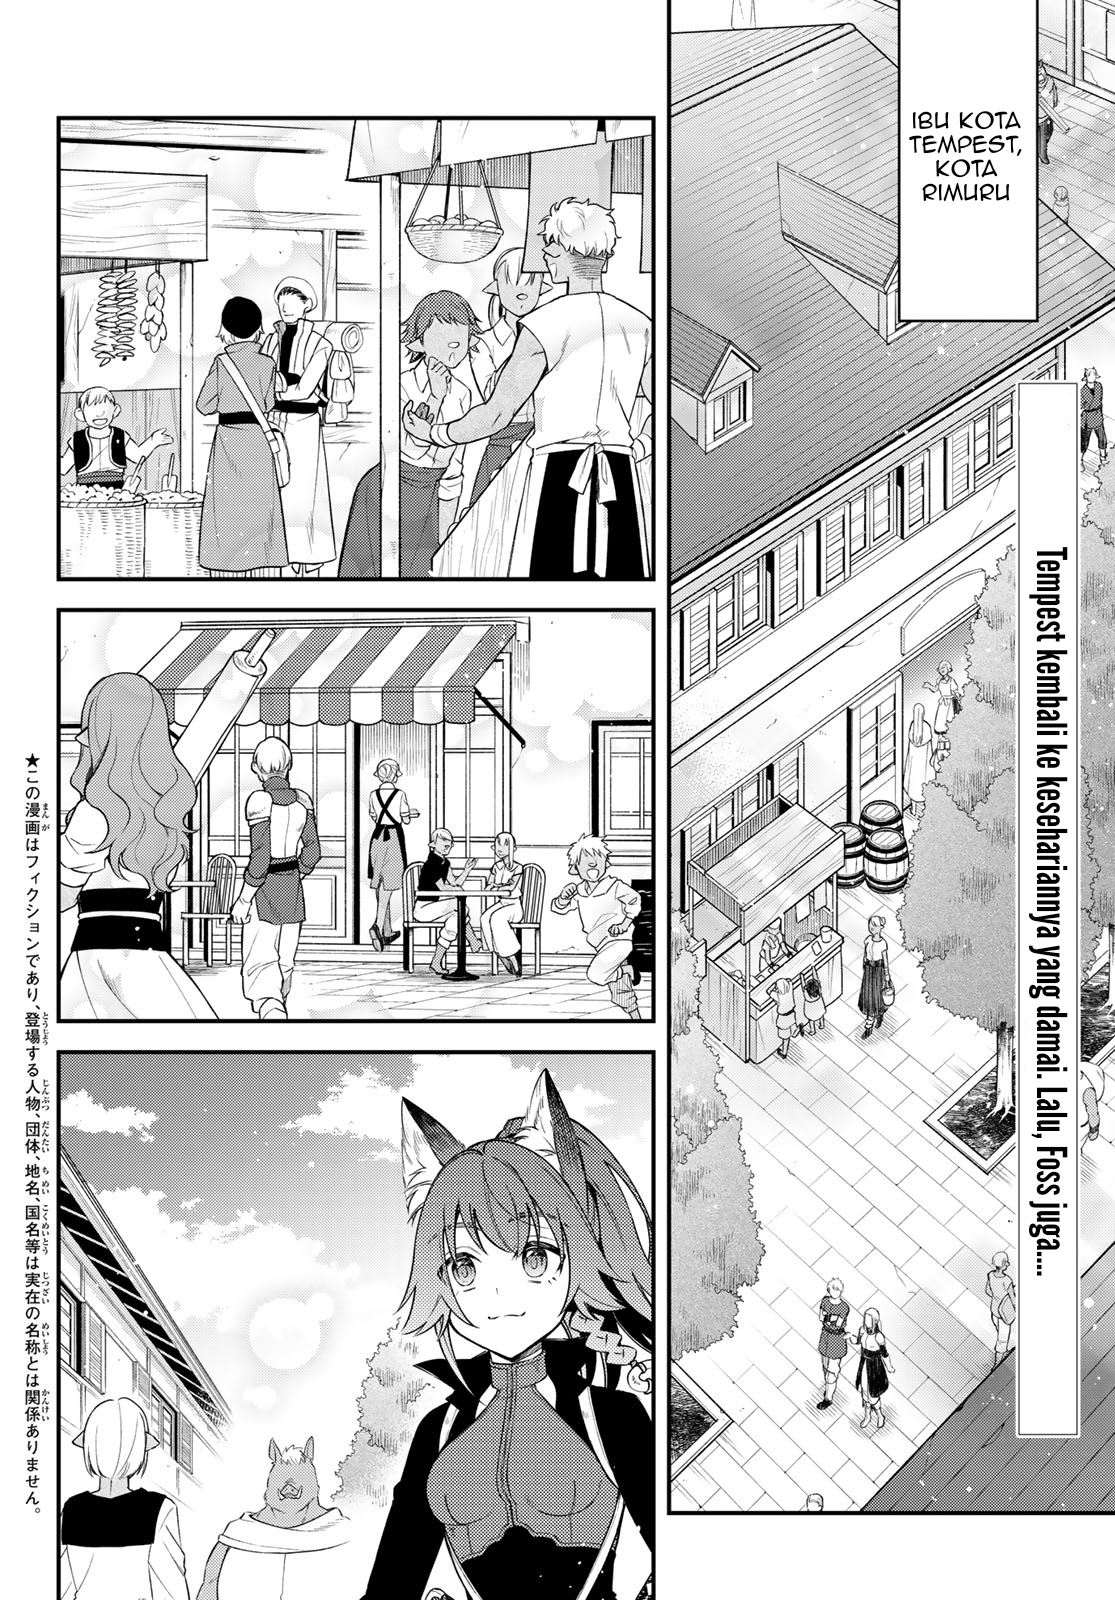 IBU KOTA
TEMPEST,
KOTA
RIMURU
Tempest kembali ke kesehariannya yang damai. Lalu, Foss juga....
★この漫画はフィクションであり、登場する人物、団体、地名、国名等は実在の名称とは関係ありません。